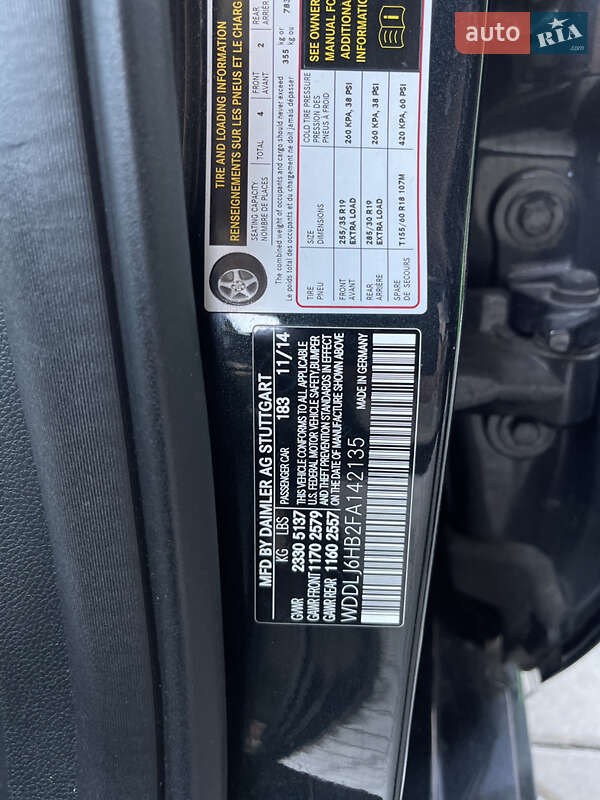 auto RIA .com
TIRE AND LOADING INFORMATION
RENSEIGNEMENTS SUR LES PNEUS ET LE CHARG
SEATING CAPACITY
NOMBRE DE PLACES
TOTAL 4
FRONT
AVANT
2
REAR
ARRIÈRE
The combined weight of occupants and cargo should never exceed 355 kg or 783
Le poids total des occupants et du chargement ne doit jamais dépasser 355 kg ou
TIRE
PNEU
SIZE
DIMENSIONS
COLD TIRE PRESSURE
PRESSION DES
PNEUS À FROID
FRONT
AVANT
255/35 R19
EXTRA LOAD
260 KPA, 38 PSI
REAR
ARRIÈRE
285/30 R19
EXTRA LOAD
260 KPA, 38 PSI
SPARE
DE SECOURS
T155/60 R18 107M
420 KPA, 60 PSI
SEE OWNER
MANUAL FO
ADDITIONA
INFORMAT
MFD BY DAIMLER AG STUTTGART
KG LBS PASSENGER CAR 183 11/14
GVWR 2330 5137
GAWR FRONT 1170 2579
GAWR REAR 1160 2557
THIS VEHICLE CONFORMS TO ALL APPLICABLE
U.S. FEDERAL MOTOR VEHICLE SAFETY, BUMPER
& THEFT PREVENTION STANDARDS IN EFFECT
ON THE DATE OF MANUFACTURE SHOWN ABOVE
WDDLJ6HB2FA142135 MADE IN GERMANY